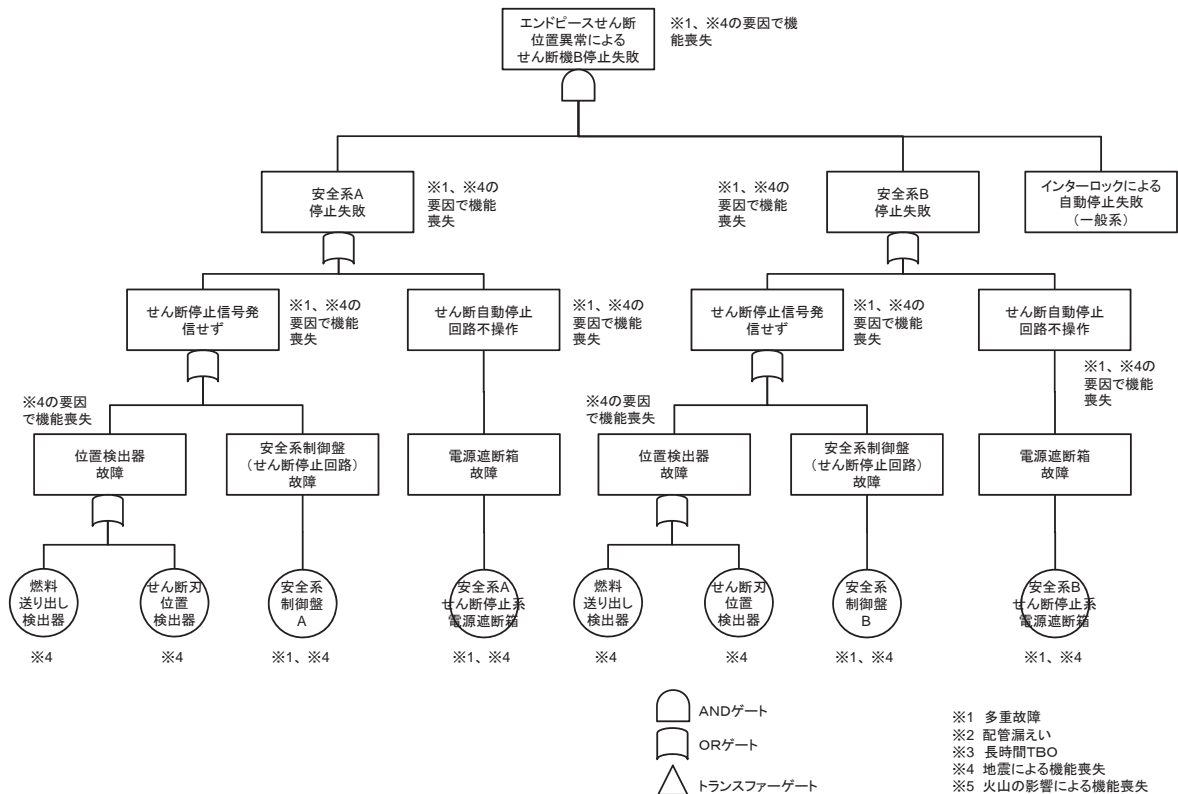 エンドピースせん断
位置異常による
せん断機B停止失敗
※1、※4の要因で機
能喪失
安全系A
停止失敗
※1、※4の
要因で機能
喪失
※1、※4の
要因で機能
喪失
安全系B
停止失敗
インターロックによる
自動停止失敗
（一般系）
せん断停止信号発
信せず
※1、※4の
要因で機能
喪失
せん断自動停止
回路不操作
※1、※4の
要因で機能
喪失
せん断停止信号発
信せず
※1、※4の
要因で機能
喪失
せん断自動停止
回路不操作
※1、※4の
要因で機能
喪失
※4の要因
で機能喪失
位置検出器
故障
安全系制御盤
（せん断停止回路）
故障
電源遮断箱
故障
※4の要因
で機能喪失
位置検出器
故障
安全系制御盤
（せん断停止回路）
故障
電源遮断箱
故障
燃料
送り出し
検出器
せん断刃
位置
検出器
安全系
制御盤
A
安全系A
せん断停止系
電源遮断箱
燃料
送り出し
検出器
せん断刃
位置
検出器
安全系
制御盤
B
安全系B
せん断停止系
電源遮断箱
※4
※4
※1、※4
※1、※4
※4
※4
※1、※4
※1、※4
ANDゲート
ORゲート
トランスファーゲート
※1 多重故障
※2 配管漏えい
※3 長時間TBO
※4 地震による機能喪失
※5 火山の影響による機能喪失